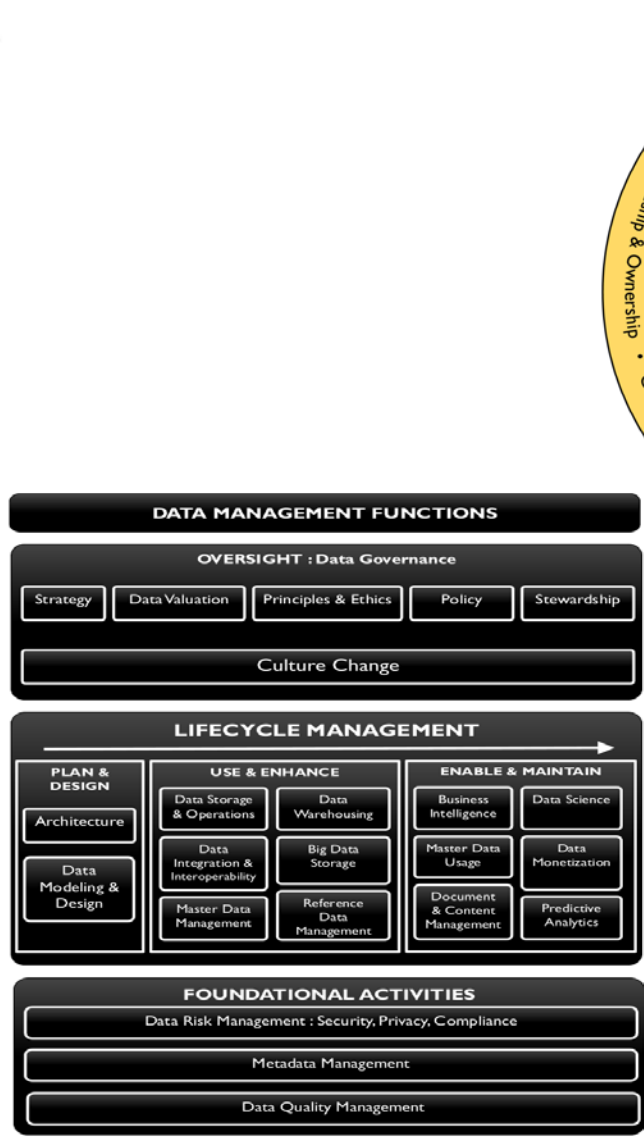 & Ownership •
DATA MANAGEMENT FUNCTIONS
OVERSIGHT : Data Governance
Strategy
Data Valuation
Principles & Ethics
Policy
Stewardship
Culture Change
LIFECYCLE MANAGEMENT
PLAN &
DESIGN
Architecture
Data
Modeling &
Design
USE & ENHANCE
Data Storage
& Operations
Data
Warehousing
Data
Integration &
Interoperability
Big Data
Storage
Master Data
Management
Reference
Data
Management
ENABLE & MAINTAIN
Business
Intelligence
Data Science
Master Data
Usage
Data
Monetization
Document
& Content
Management
Predictive
Analytics
FOUNDATIONAL ACTIVITIES
Data Risk Management : Security, Privacy, Compliance
Metadata Management
Data Quality Management